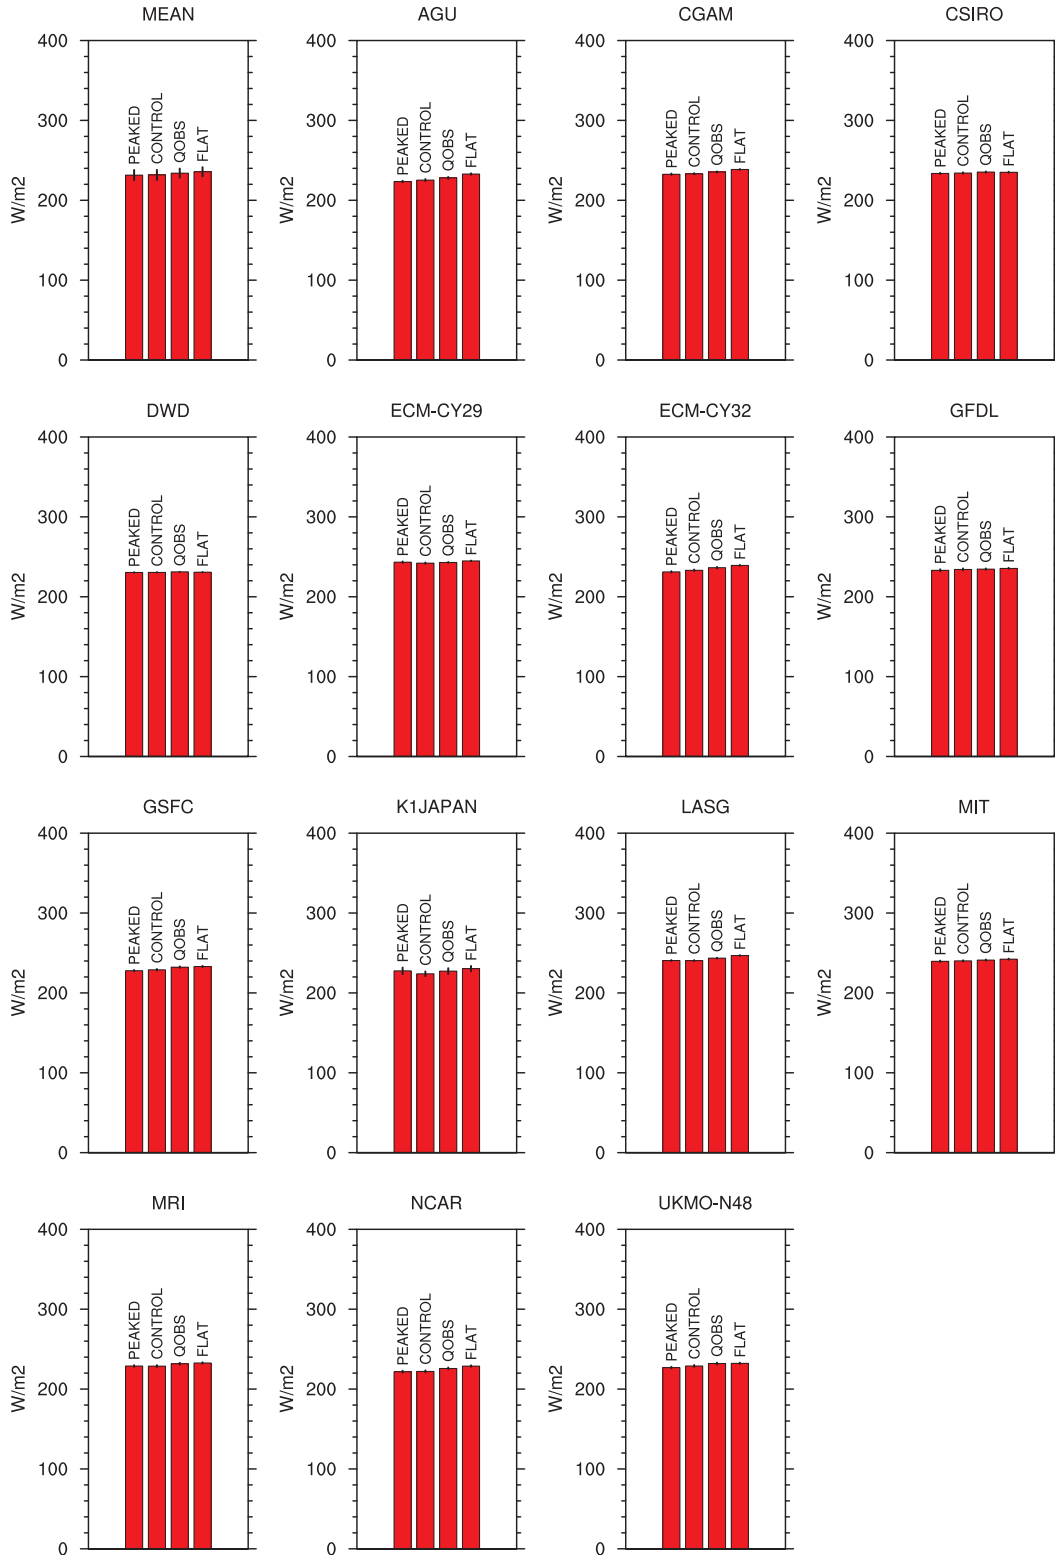 MEAN
AGU
CGAM
CSIRO
400
300
200
100
0
W/m2
PEAKED
CONTROL
QOBS
FLAT
400
300
200
100
0
W/m2
PEAKED
CONTROL
QOBS
FLAT
400
300
200
100
0
W/m2
PEAKED
CONTROL
QOBS
FLAT
400
300
200
100
0
W/m2
PEAKED
CONTROL
QOBS
FLAT
DWD
ECM-CY29
ECM-CY32
GFDL
400
300
200
100
0
W/m2
PEAKED
CONTROL
QOBS
FLAT
400
300
200
100
0
W/m2
PEAKED
CONTROL
QOBS
FLAT
400
300
200
100
0
W/m2
PEAKED
CONTROL
QOBS
FLAT
400
300
200
100
0
W/m2
PEAKED
CONTROL
QOBS
FLAT
GSFC
K1JAPAN
LASG
MIT
400
300
200
100
0
W/m2
PEAKED
CONTROL
QOBS
FLAT
400
300
200
100
0
W/m2
PEAKED
CONTROL
QOBS
FLAT
400
300
200
100
0
W/m2
PEAKED
CONTROL
QOBS
FLAT
400
300
200
100
0
W/m2
PEAKED
CONTROL
QOBS
FLAT
MRI
NCAR
UKMO-N48
400
300
200
100
0
W/m2
PEAKED
CONTROL
QOBS
FLAT
400
300
200
100
0
W/m2
PEAKED
CONTROL
QOBS
FLAT
400
300
200
100
0
W/m2
PEAKED
CONTROL
QOBS
FLAT